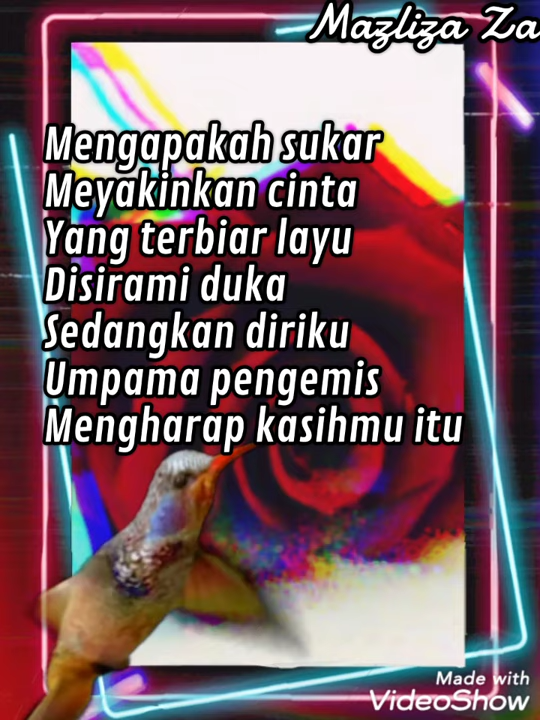 Mazliza Za
Mengapakah sukar
Meyakinkan cinta
Yang terbiar layu
Disirami duka
Sedangkan diriku
Umpama pengemis
Mengharap kasihmu itu
Made with
VideoShow